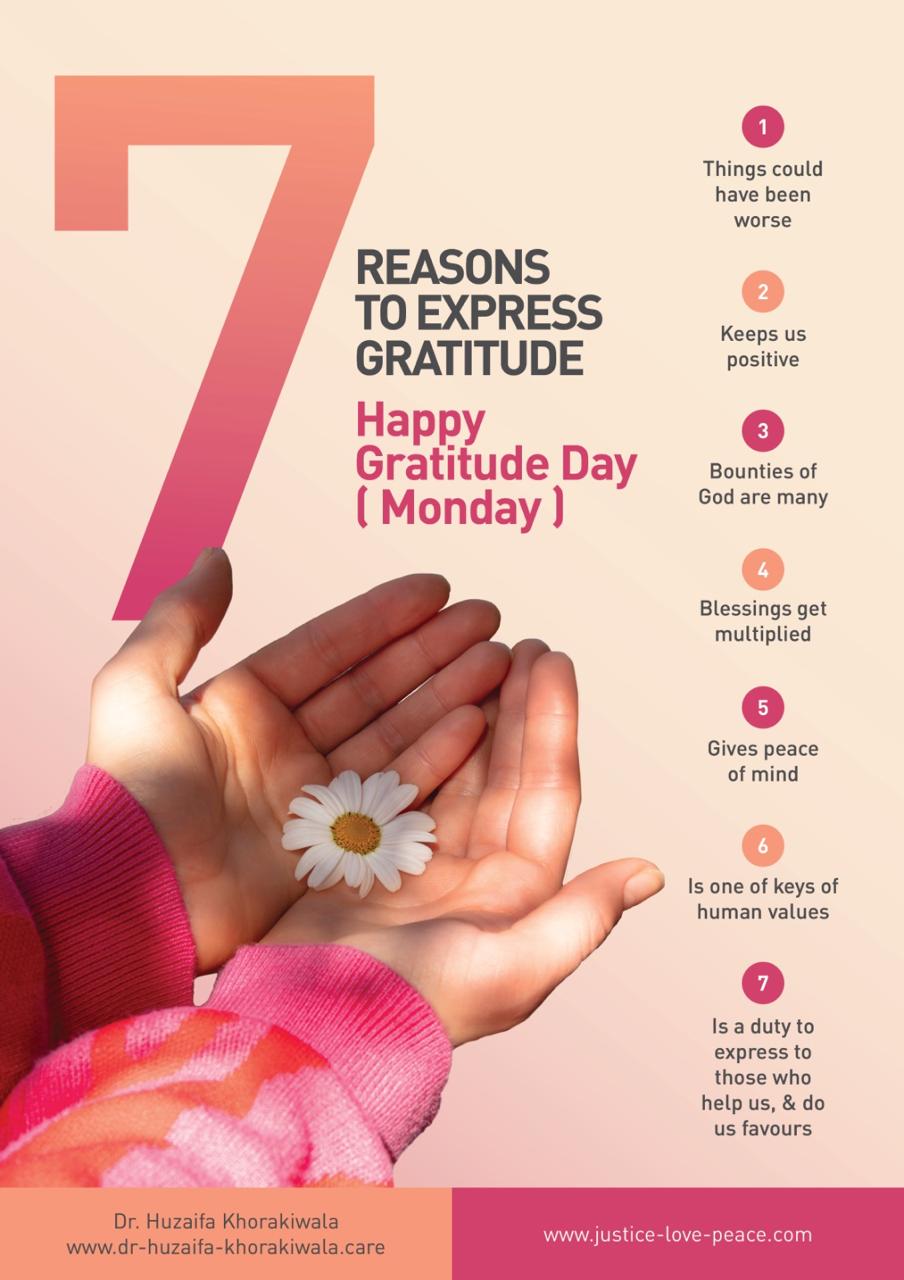 7
REASONS
TO EXPRESS
GRATITUDE
Happy
Gratitude Day
( Monday )
1
Things could
have been
worse
2
Keeps us
positive
3
Bounties of
God are many
4
Blessings get
multiplied
5
Gives peace
of mind
6
Is one of keys of
human values
7
Is a duty to
express to
those who
help us, & do
us favours
Dr. Huzaifa Khorakiwala
www.dr-huzaifa-khorakiwala.care
www.justice-love-peace.com